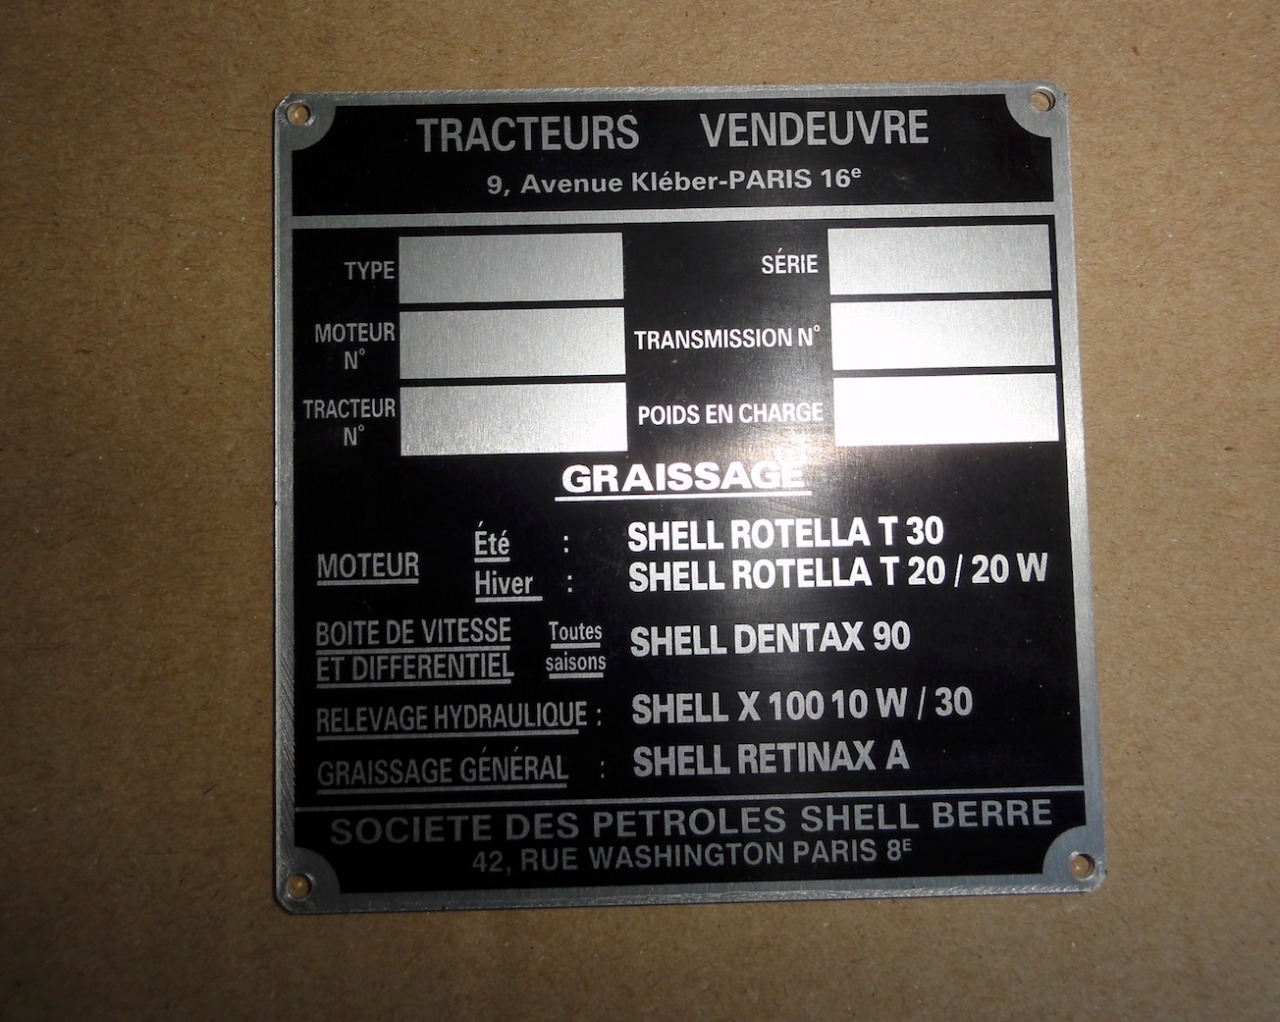 TRACTEURS VENDEUVRE
9, Avenue Kléber-PARIS 16e
TYPE
SÉRIE
MOTEUR
N°
TRANSMISSION N°
TRACTEUR
N°
POIDS EN CHARGE
GRAISSAGE
MOTEUR
Été : SHELL ROTELLA T 30
Hiver : SHELL ROTELLA T 20 / 20 W
BOITE DE VITESSE
ET DIFFERENTIEL
Toutes
saisons
SHELL DENTAX 90
RELEVAGE HYDRAULIQUE : SHELL X 100 10 W / 30
GRAISSAGE GÉNÉRAL : SHELL RETINAX A
SOCIETE DES PETROLES SHELL BERRE
42, RUE WASHINGTON PARIS 8E